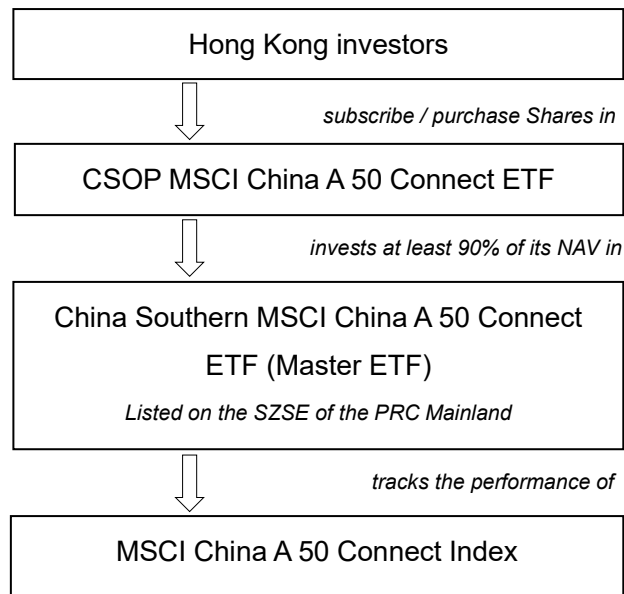 Hong Kong investors
subscribe / purchase Shares in
CSOP MSCI China A 50 Connect ETF
invests at least 90% of its NAV in
China Southern MSCI China A 50 Connect
ETF (Master ETF)
Listed on the SZSE of the PRC Mainland
tracks the performance of
MSCI China A 50 Connect Index